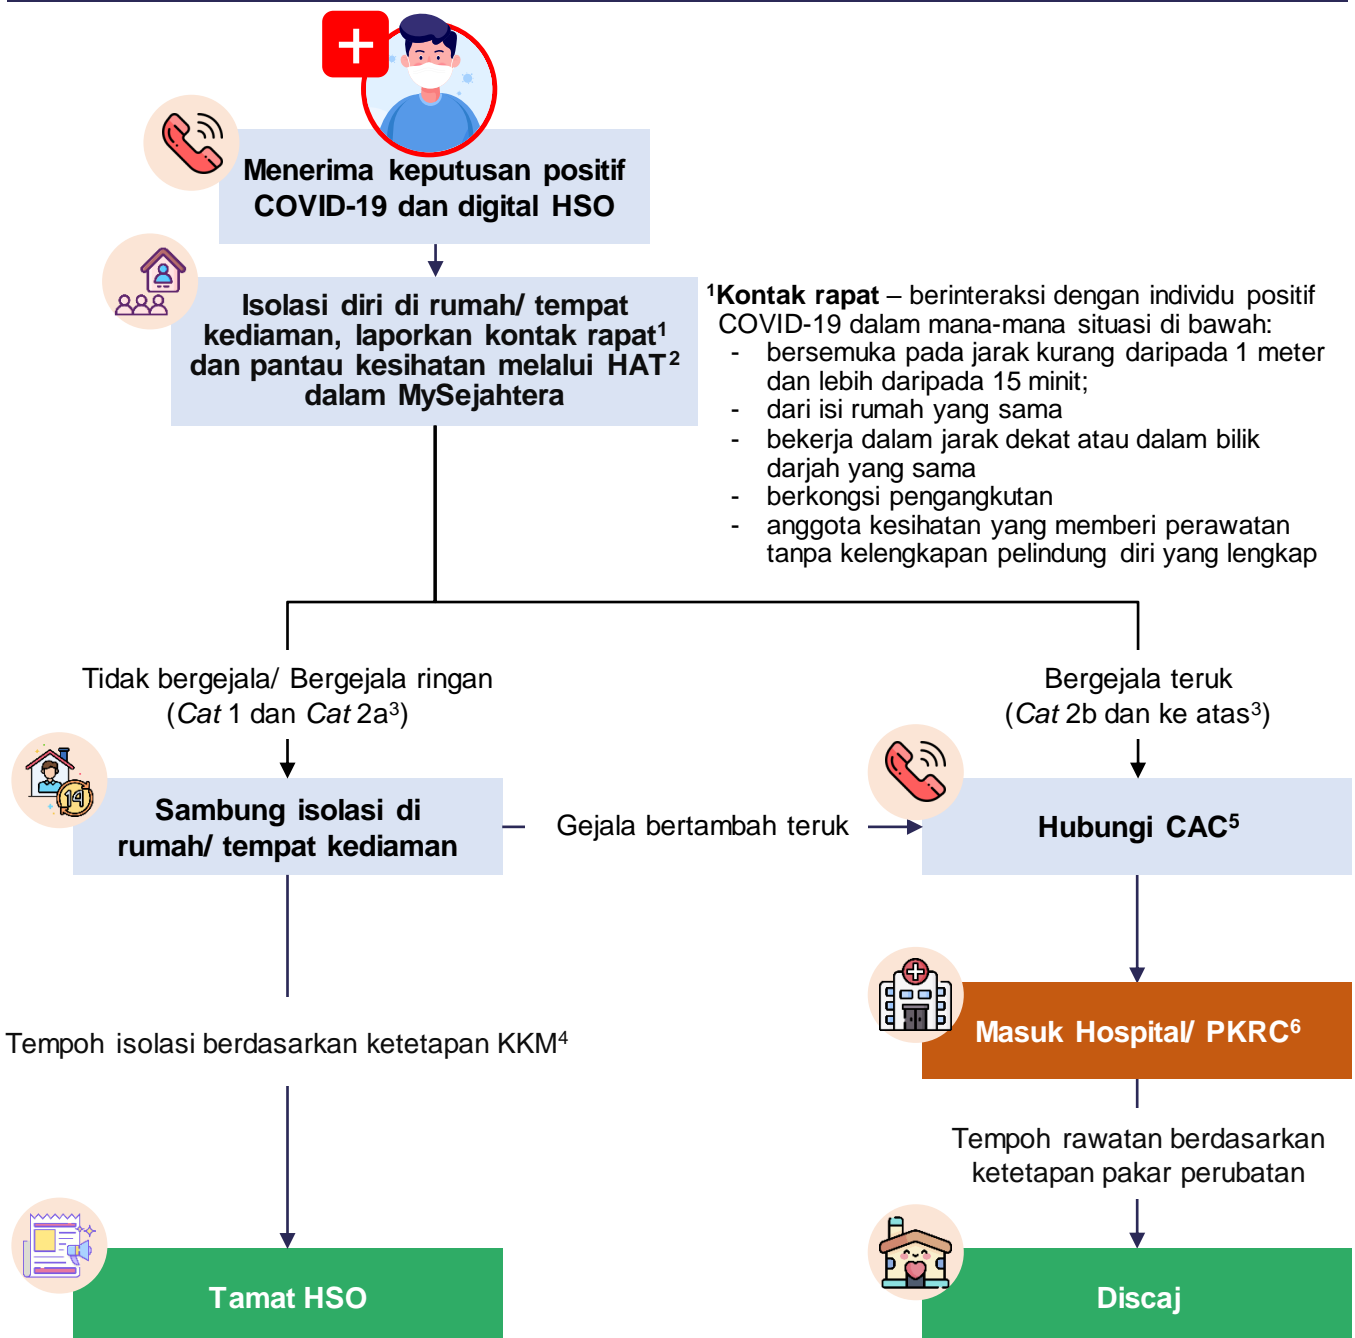 Menerima keputusan positif
COVID-19 dan digital HSO
Isolasi diri di rumah/ tempat
kediaman, laporkan kontak rapat¹
dan pantau kesihatan melalui HAT²
dalam MySejahtera
¹Kontak rapat – berinteraksi dengan individu positif
COVID-19 dalam mana-mana situasi di bawah:
- bersemuka pada jarak kurang daripada 1 meter
dan lebih daripada 15 minit;
- dari isi rumah yang sama
- bekerja dalam jarak dekat atau dalam bilik
darjah yang sama
- berkongsi pengangkutan
- anggota kesihatan yang memberi perawatan
tanpa kelengkapan pelindung diri yang lengkap
Tidak bergejala/ Bergejala ringan
(Cat 1 dan Cat 2a³)
Bergejala teruk
(Cat 2b dan ke atas³)
14
Sambung isolasi di
rumah/ tempat kediaman
Gejala bertambah teruk
Hubungi CAC⁵
Masuk Hospital/ PKRC⁶
Tempoh isolasi berdasarkan ketetapan KKM⁴
Tempoh rawatan berdasarkan
ketetapan pakar perubatan
Tamat HSO
Discaj